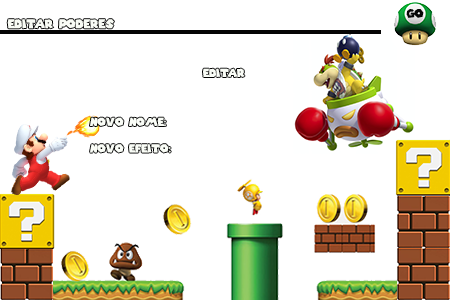 EDITAR PODERES
GO
EDITAR
NOVO NOME:
NOVO EFEITO:
?
?